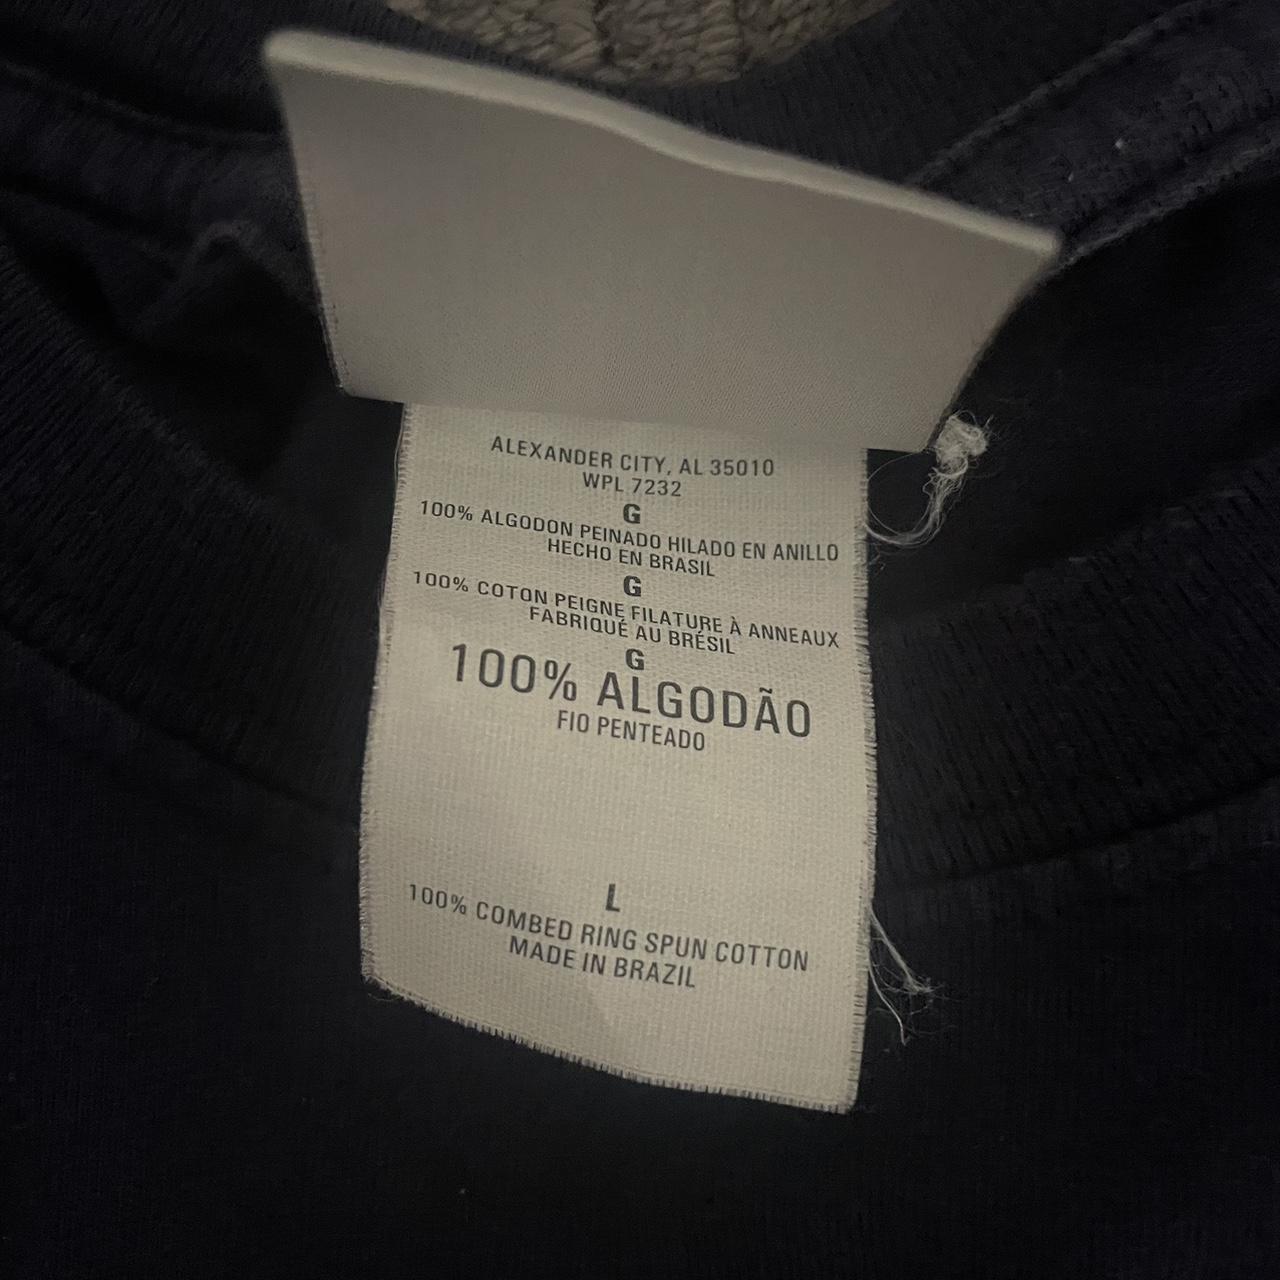 ALEXANDER CITY, AL 35010
WPL 7232
G
100% ALGODON PEINADO HILADO EN ANILLO
HECHO EN BRASIL
G
100% COTON PEIGNÉ FILATURE À ANNEAUX
FABRIQUÉ AU BRÉSIL
G
100% ALGODÃO
FIO PENTEADO
L
100% COMBED RING SPUN COTTON
MADE IN BRAZIL